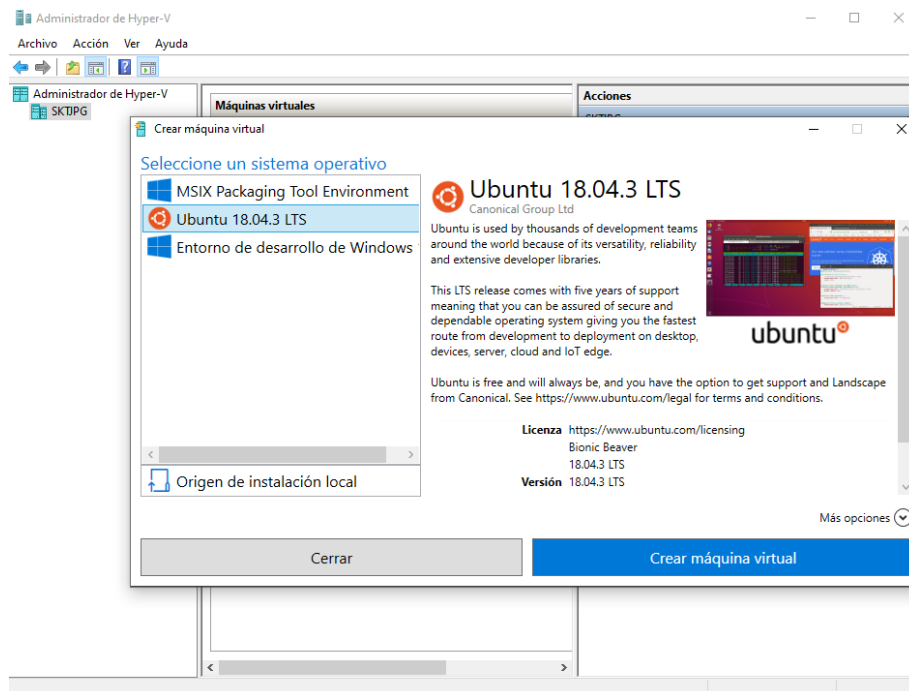 Administrador de Hyper-V
Archivo Acción Ver Ayuda
Administrador de Hyper-V
SKTJPG
Máquinas virtuales
Acciones
Crear máquina virtual
Seleccione un sistema operativo
MSIX Packaging Tool Environment
Ubuntu 18.04.3 LTS
Entorno de desarrollo de Windows
Origen de instalación local
Ubuntu 18.04.3 LTS
Canonical Group Ltd
Ubuntu is used by thousands of development teams
around the world because of its versatility, reliability
and extensive developer libraries.
This LTS release comes with five years of support
meaning that you can be assured of secure and
dependable operating system giving you the fastest
route from development to deployment on desktop,
devices, server, cloud and IoT edge.
ubuntu
Ubuntu is free and will always be, and you have the option to get support and Landscape
from Canonical. See https://www.ubuntu.com/legal for terms and conditions.
Licenza https://www.ubuntu.com/licensing
Bionic Beaver
18.04.3 LTS
Versión 18.04.3 LTS
Más opciones
Cerrar
Crear máquina virtual